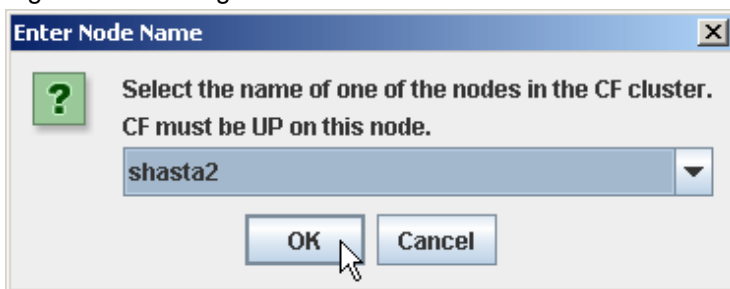 Enter Node Name
?
Select the name of one of the nodes in the CF cluster.
CF must be UP on this node.
shasta2
OK Cancel